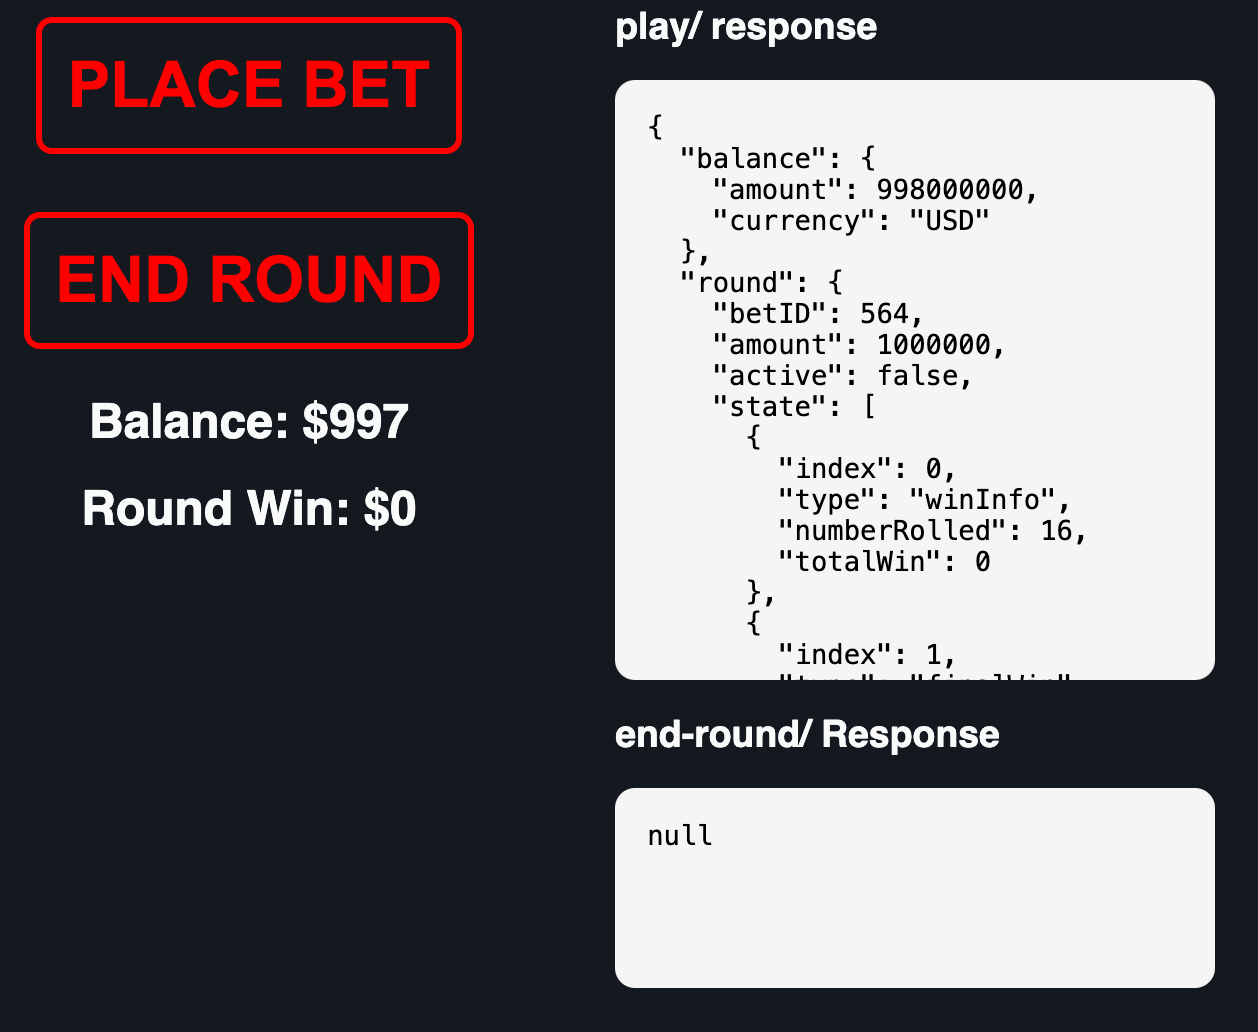 PLACE BET
END ROUND
Balance: $997
Round Win: $0
play/ response
{
  "balance": {
    "amount": 998000000,
    "currency": "USD"
  },
  "round": {
    "betID": 564,
    "amount": 1000000,
    "active": false,
    "state": [
      {
        "index": 0,
        "type": "winInfo",
        "numberRolled": 16,
        "totalWin": 0
      },
      {
        "index": 1,
        "type": "finalWin"
end-round/ Response
null